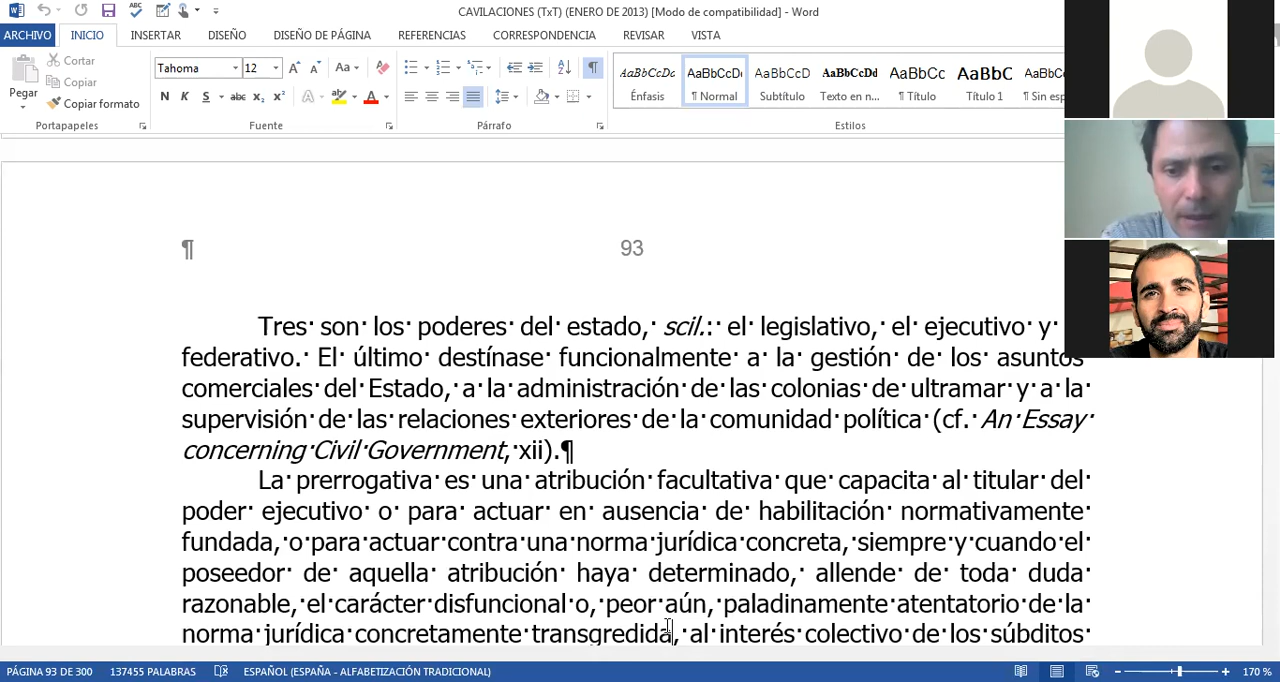 CAVILACIONES (TxT) (ENERO DE 2013) [Modo de compatibilidad] - Word
ARCHIVO INICIO INSERTAR DISEÑO DISEÑO DE PÁGINA REFERENCIAS CORRESPONDENCIA REVISAR VISTA
Pegar
Cortar
Copiar
Copiar formato
Portapapeles
Tahoma 12
N K S abc x₂ x²
Fuente
Párrafo
AaBbCcDc AaBbCcDc AaBbCcD AaBbCcDd AaBbCc AaBbC AaBbC
Énfasis ¶ Normal Subtítulo Texto en n... ¶ Título Título 1 ¶ Sin esp
Estilos
¶ 93
Tres son los poderes del estado, scil.: el legislativo, el ejecutivo y
federativo. El último destínase funcionalmente a la gestión de los asuntos
comerciales del Estado, a la administración de las colonias de ultramar y a la
supervisión de las relaciones exteriores de la comunidad política (cf. An Essay
concerning Civil Government, xii).¶
La prerrogativa es una atribución facultativa que capacita al titular del
poder ejecutivo o para actuar en ausencia de habilitación normativamente
fundada, o para actuar contra una norma jurídica concreta, siempre y cuando el
poseedor de aquella atribución haya determinado, allende de toda duda
razonable, el carácter disfuncional o, peor aún, paladinamente atentatorio de la
norma jurídica concretamente transgredida, al interés colectivo de los súbditos
PÁGINA 93 DE 300 137455 PALABRAS ESPAÑOL (ESPAÑA - ALFABETIZACIÓN TRADICIONAL) 170 %